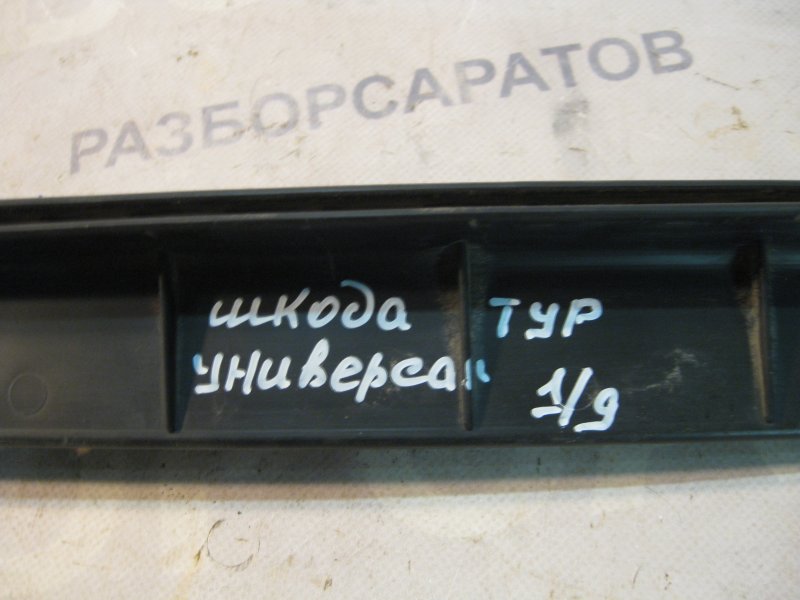 РАЗБОРСАРАТОВ
шкода тур
универсал 1/9